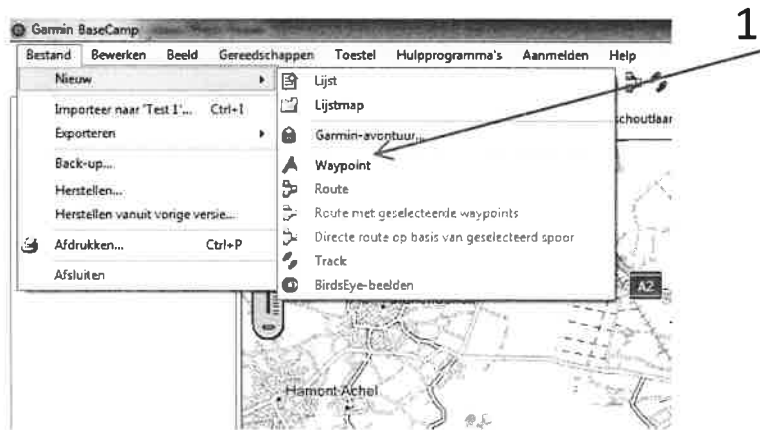 1
Garmin BaseCamp
Bestand Bewerken Beeld Gereedschappen Toestel Hulpprogramma's Aanmelden Help
Nieuw
Importeer naar 'Test 1'... Ctrl+I
Exporteren
Back-up...
Herstellen...
Herstellen vanuit vorige versie...
Afdrukken... Ctrl+P
Afsluiten
Lijst
Lijstmap
Garmin-avontuur...
Waypoint
Route
Route met geselecteerde waypoints
Directe route op basis van geselecteerd spoor
Track
BirdsEye-beelden
schoutlaar
A2
Hamont-Achel